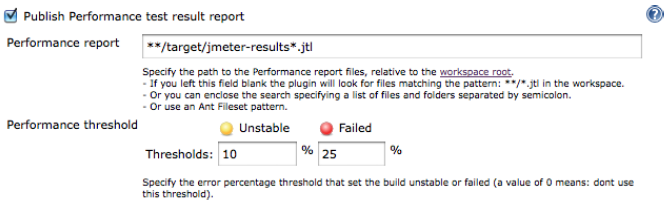 Publish Performance test result report
Performance report
**/target/jmeter-results*.jtl
Specify the path to the Performance report files, relative to the workspace root.
- If you left this field blank the plugin will look for files matching the pattern: **/*.jtl in the workspace.
- Or you can enclose the search specifying a list of files and folders separated by semicolon.
- Or use an Ant Fileset pattern.
Performance threshold
Unstable Failed
Thresholds: 10 % 25 %
Specify the error percentage threshold that set the build unstable or failed (a value of 0 means: dont use
this threshold).